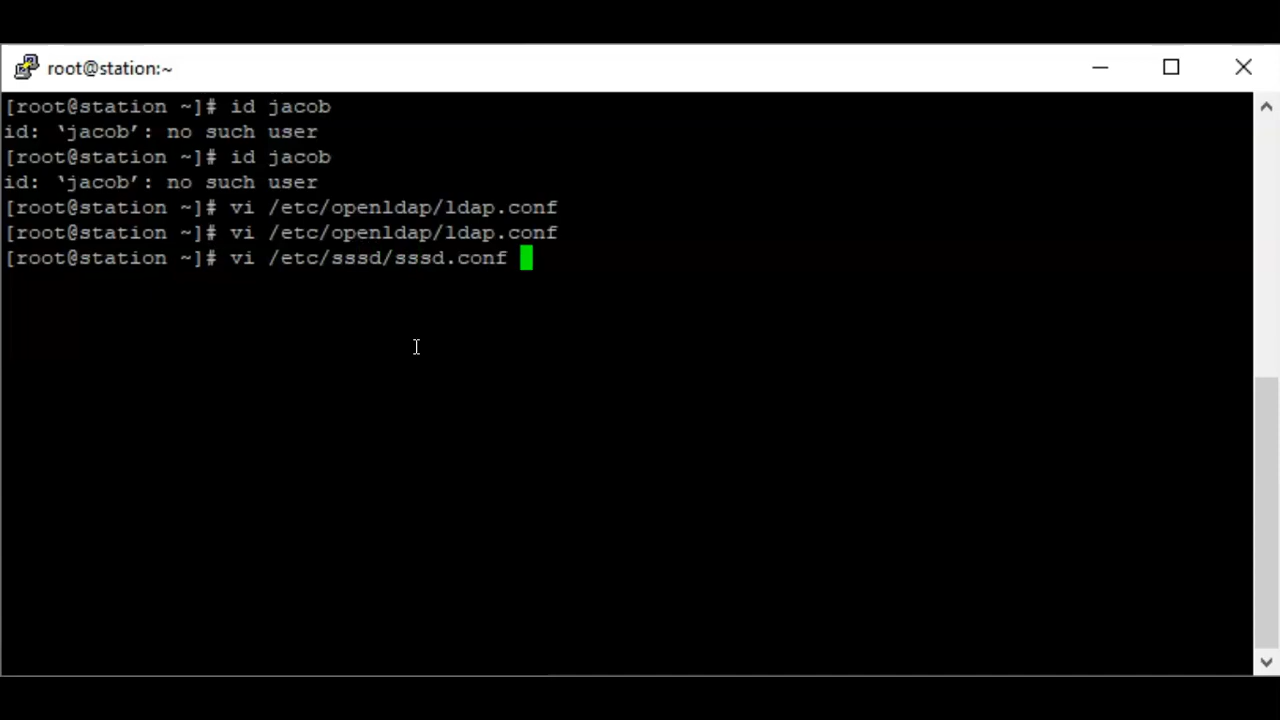 root@station:~
[root@station ~]# id jacob
id: ‘jacob’: no such user
[root@station ~]# id jacob
id: ‘jacob’: no such user
[root@station ~]# vi /etc/openldap/ldap.conf
[root@station ~]# vi /etc/openldap/ldap.conf
[root@station ~]# vi /etc/sssd/sssd.conf